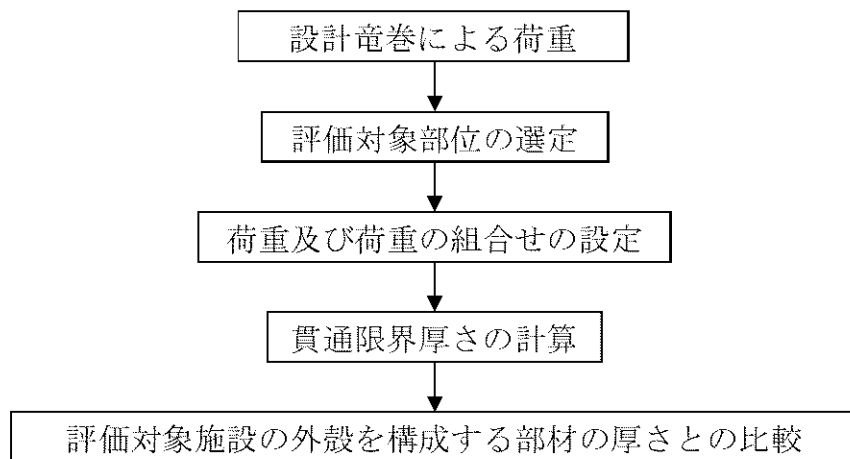 設計竜巻による荷重
評価対象部位の選定
荷重及び荷重の組合せの設定
貫通限界厚さの計算
評価対象施設の外殻を構成する部材の厚さとの比較